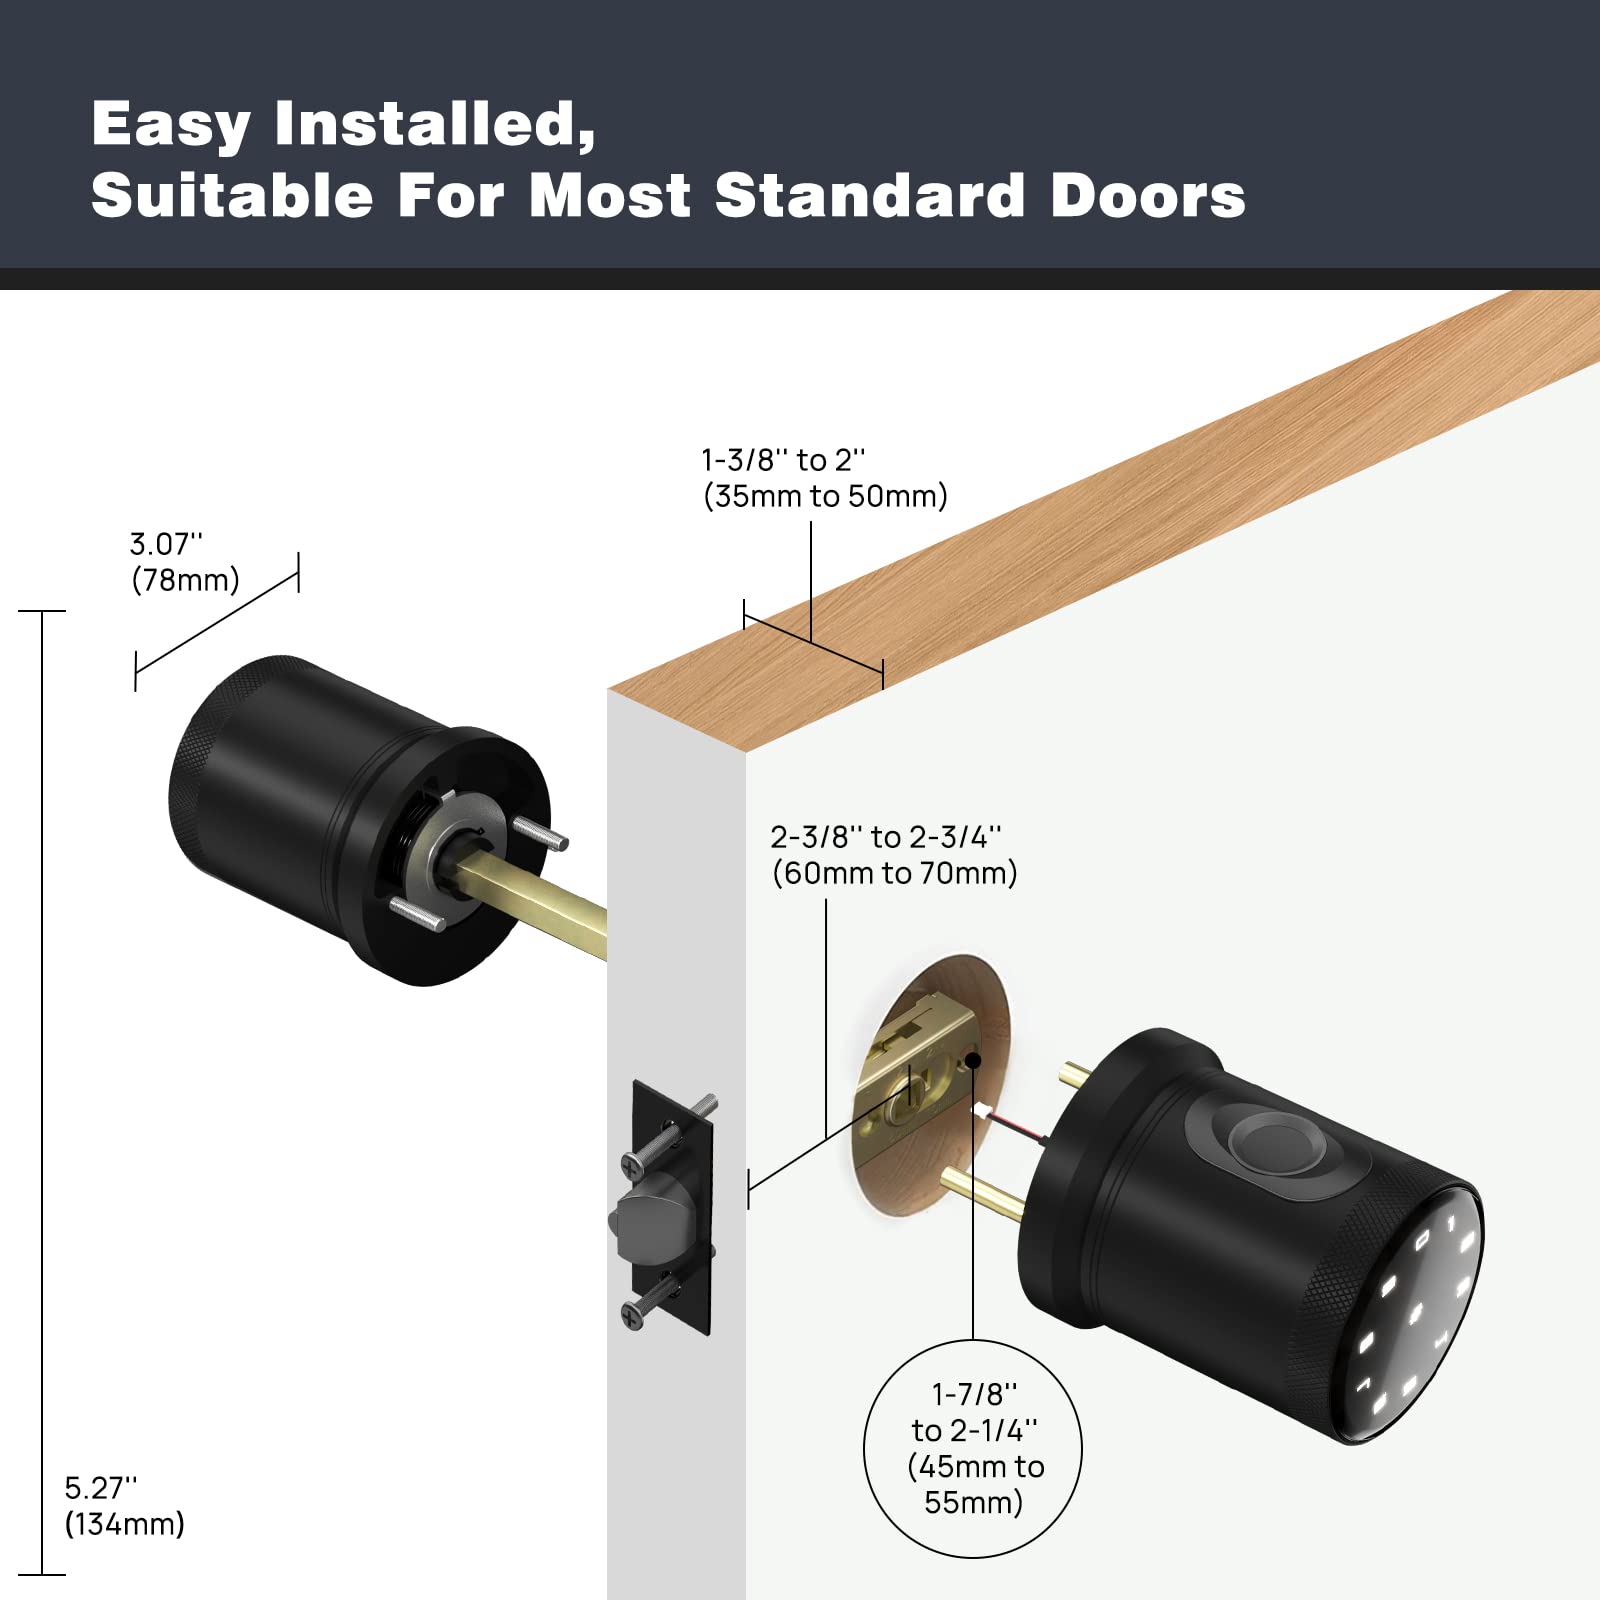 Easy Installed,
Suitable For Most Standard Doors
1-3/8'' to 2''
(35mm to 50mm)
3.07''
(78mm)
2-3/8'' to 2-3/4''
(60mm to 70mm)
1-7/8''
to 2-1/4''
(45mm to
55mm)
5.27''
(134mm)